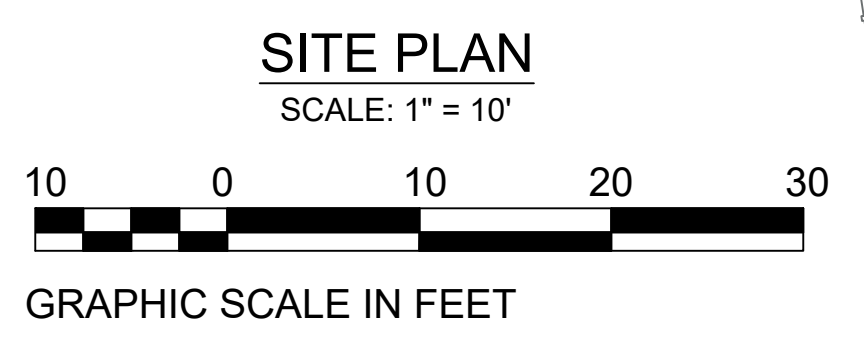 SITE PLAN
SCALE: 1" = 10'
10 0 10 20 30
GRAPHIC SCALE IN FEET